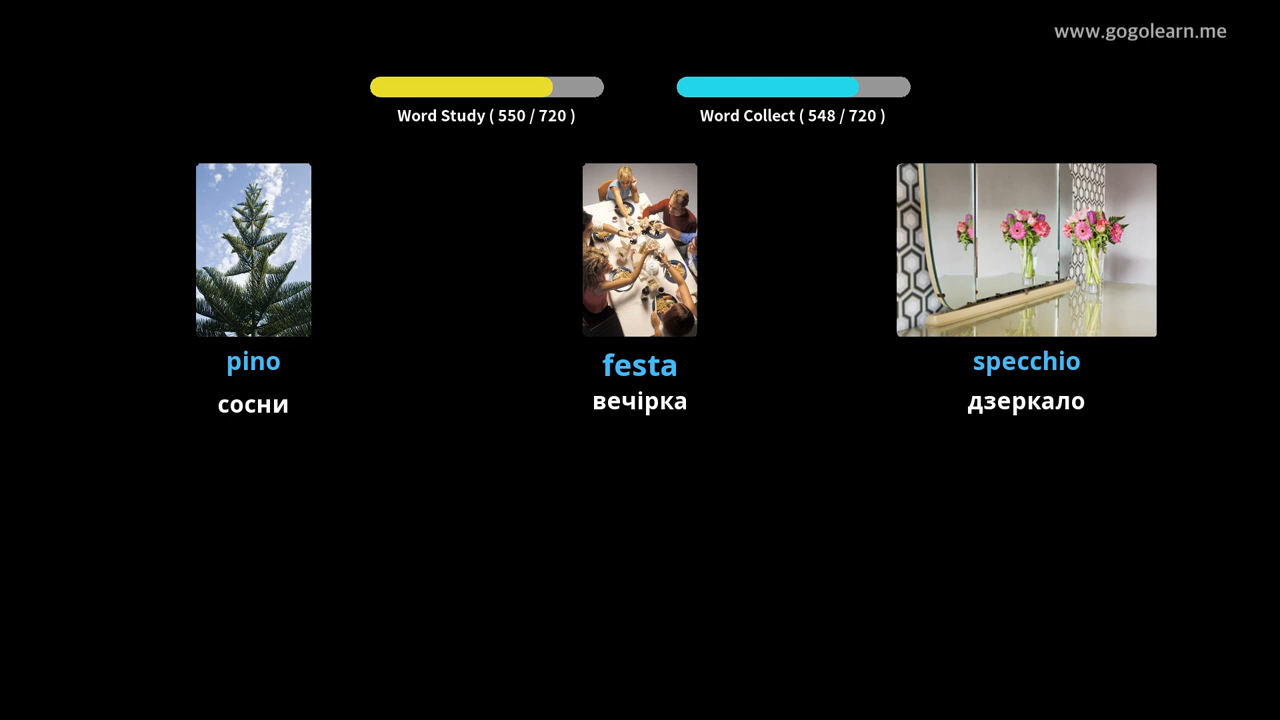 www.gogolearn.me
Word Study ( 550 / 720 )
Word Collect ( 548 / 720 )
pino
сосни
festa
вечірка
specchio
дзеркало